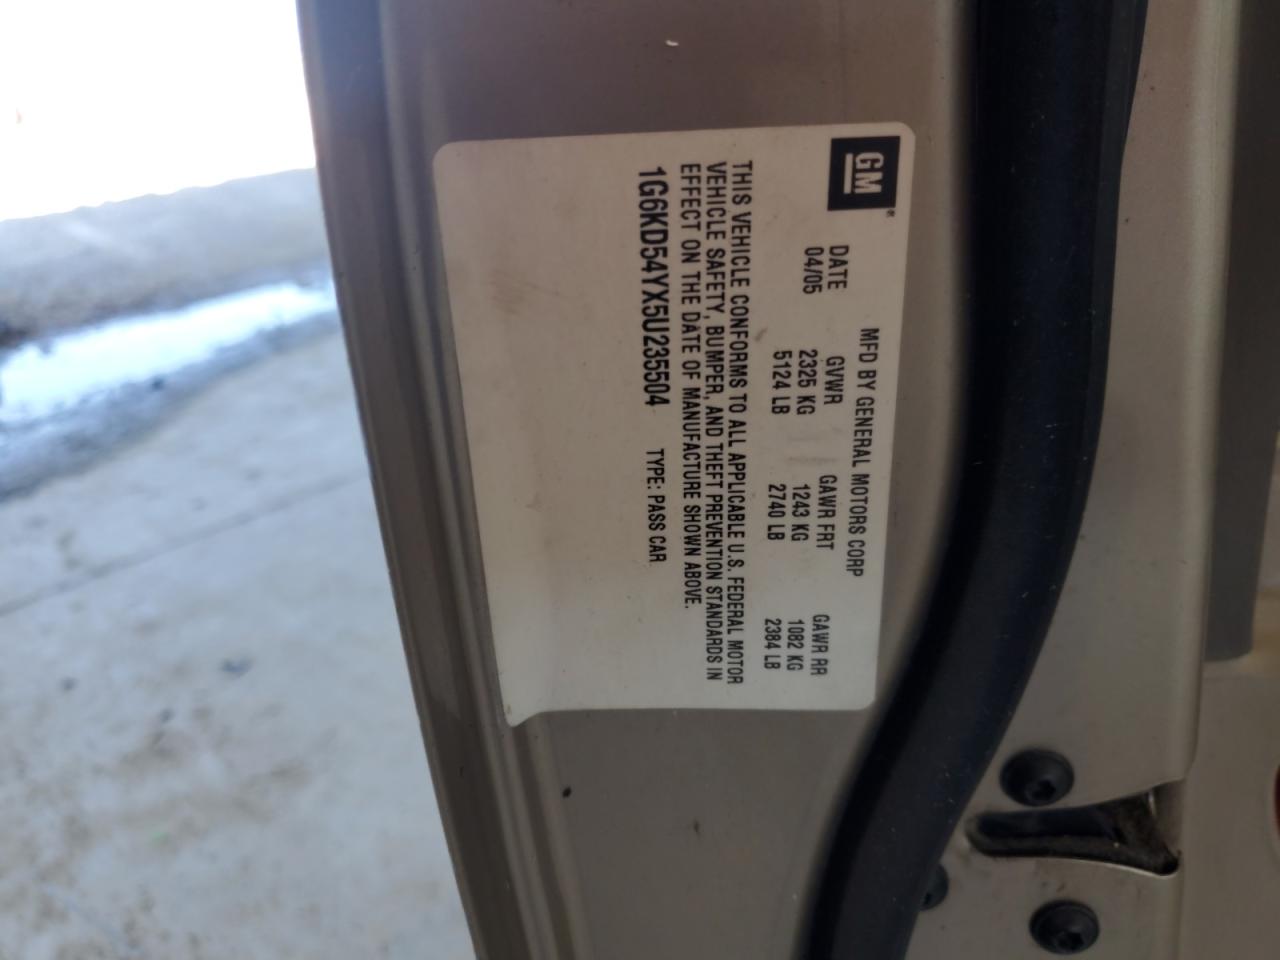 GM
®
MFD BY GENERAL MOTORS CORP
DATE GVWR GAWR FRT GAWR RR
04/05 2325 KG 1243 KG 1082 KG
5124 LB 2740 LB 2384 LB
THIS VEHICLE CONFORMS TO ALL APPLICABLE U.S. FEDERAL MOTOR
VEHICLE SAFETY, BUMPER, AND THEFT PREVENTION STANDARDS IN
EFFECT ON THE DATE OF MANUFACTURE SHOWN ABOVE.
1G6KD54YX5U235504 TYPE: PASS CAR